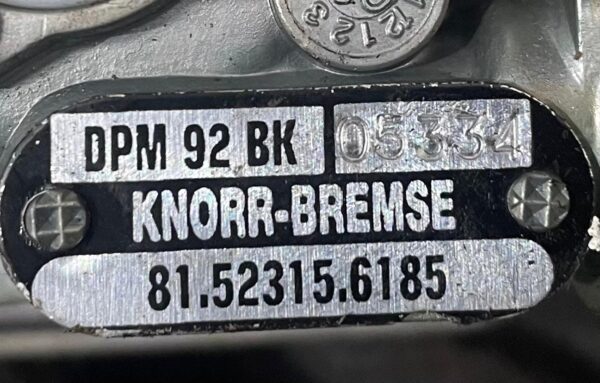 DPM 92 BK 05334
KNORR-BREMSE
81.52315.6185